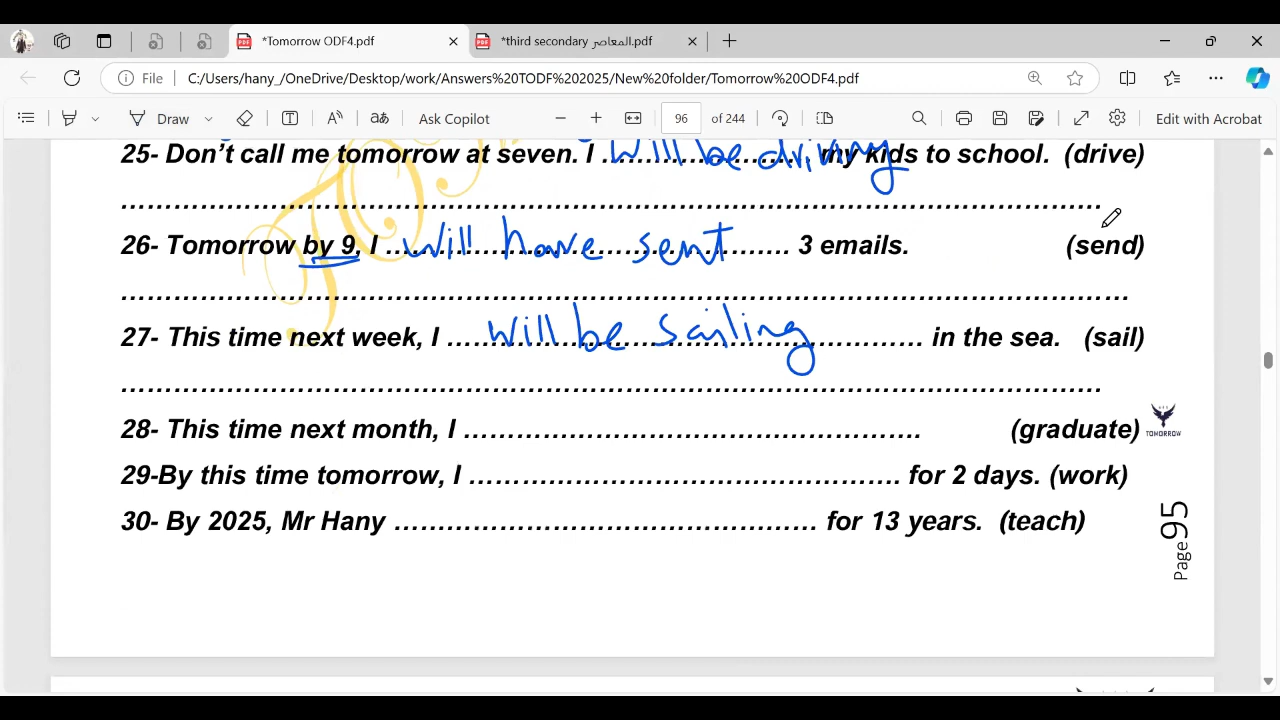 *Tomorrow ODF4.pdf
*third secondary المعاصر.pdf
File
C:/Users/hany_/OneDrive/Desktop/work/Answers%20TODF%202025/New%20folder/Tomorrow%20ODF4.pdf
Draw
Ask Copilot
96 of 244
Edit with Acrobat
25- Don't call me tomorrow at seven. I will be driving my kids to school. (drive)
26- Tomorrow by 9, I will have sent 3 emails. (send)
27- This time next week, I will be sailing in the sea. (sail)
28- This time next month, I ……………………………………………. (graduate)
TOMORROW
29-By this time tomorrow, I ……………………………………………. for 2 days. (work)
30- By 2025, Mr Hany ……………………………………………. for 13 years. (teach)
Page 95